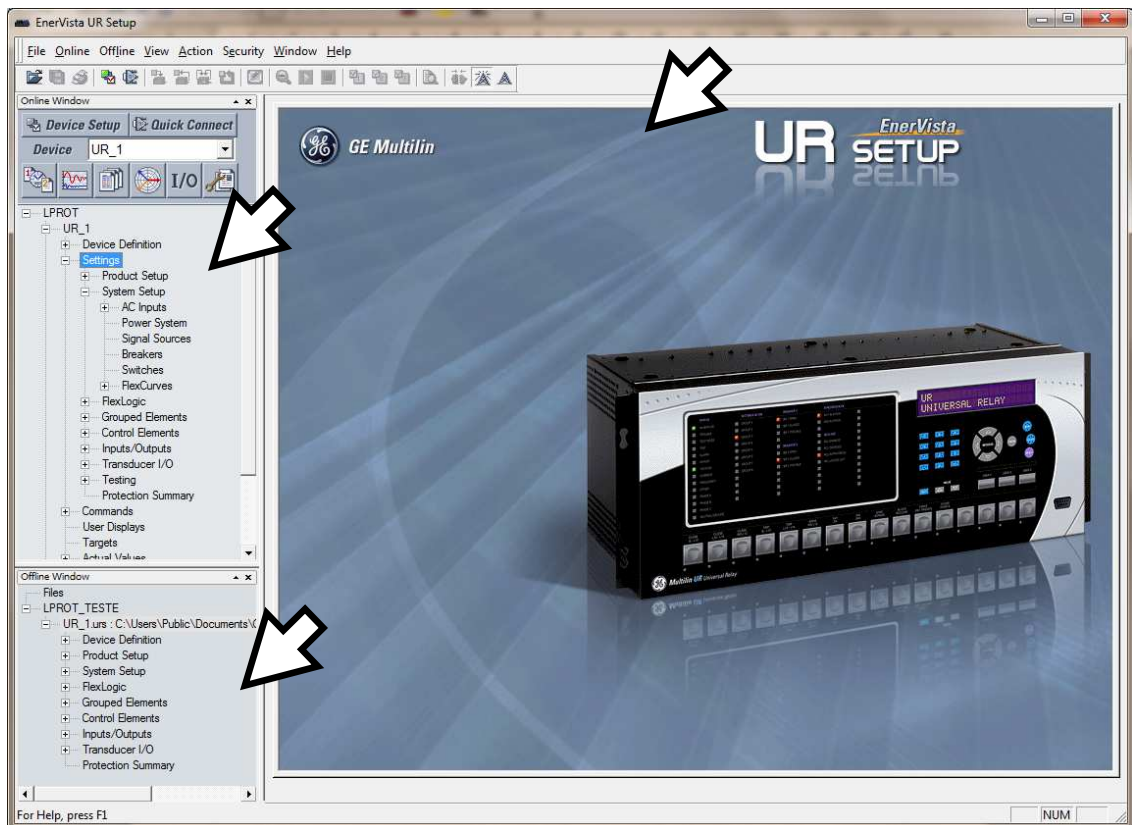 EnerVista UR Setup
File Online Offline View Action Security Window Help
Online Window
Device Setup Quick Connect
Device UR_1
I/O
LPROT
UR_1
Device Definition
Settings
Product Setup
System Setup
AC Inputs
Power System
Signal Sources
Breakers
Switches
FlexCurves
FlexLogic
Grouped Elements
Control Elements
Inputs/Outputs
Transducer I/O
Testing
Protection Summary
Commands
User Displays
Targets
Actual Values
Offline Window
Files
LPROT_TESTE
UR_1.urs : C:\Users\Public\Documents\
Device Definition
Product Setup
System Setup
FlexLogic
Grouped Elements
Control Elements
Inputs/Outputs
Transducer I/O
Protection Summary
For Help, press F1
NUM
GE Multilin
UR EnerVista
SETUP
UR
UNIVERSAL RELAY
Multilin UR Universal Relay